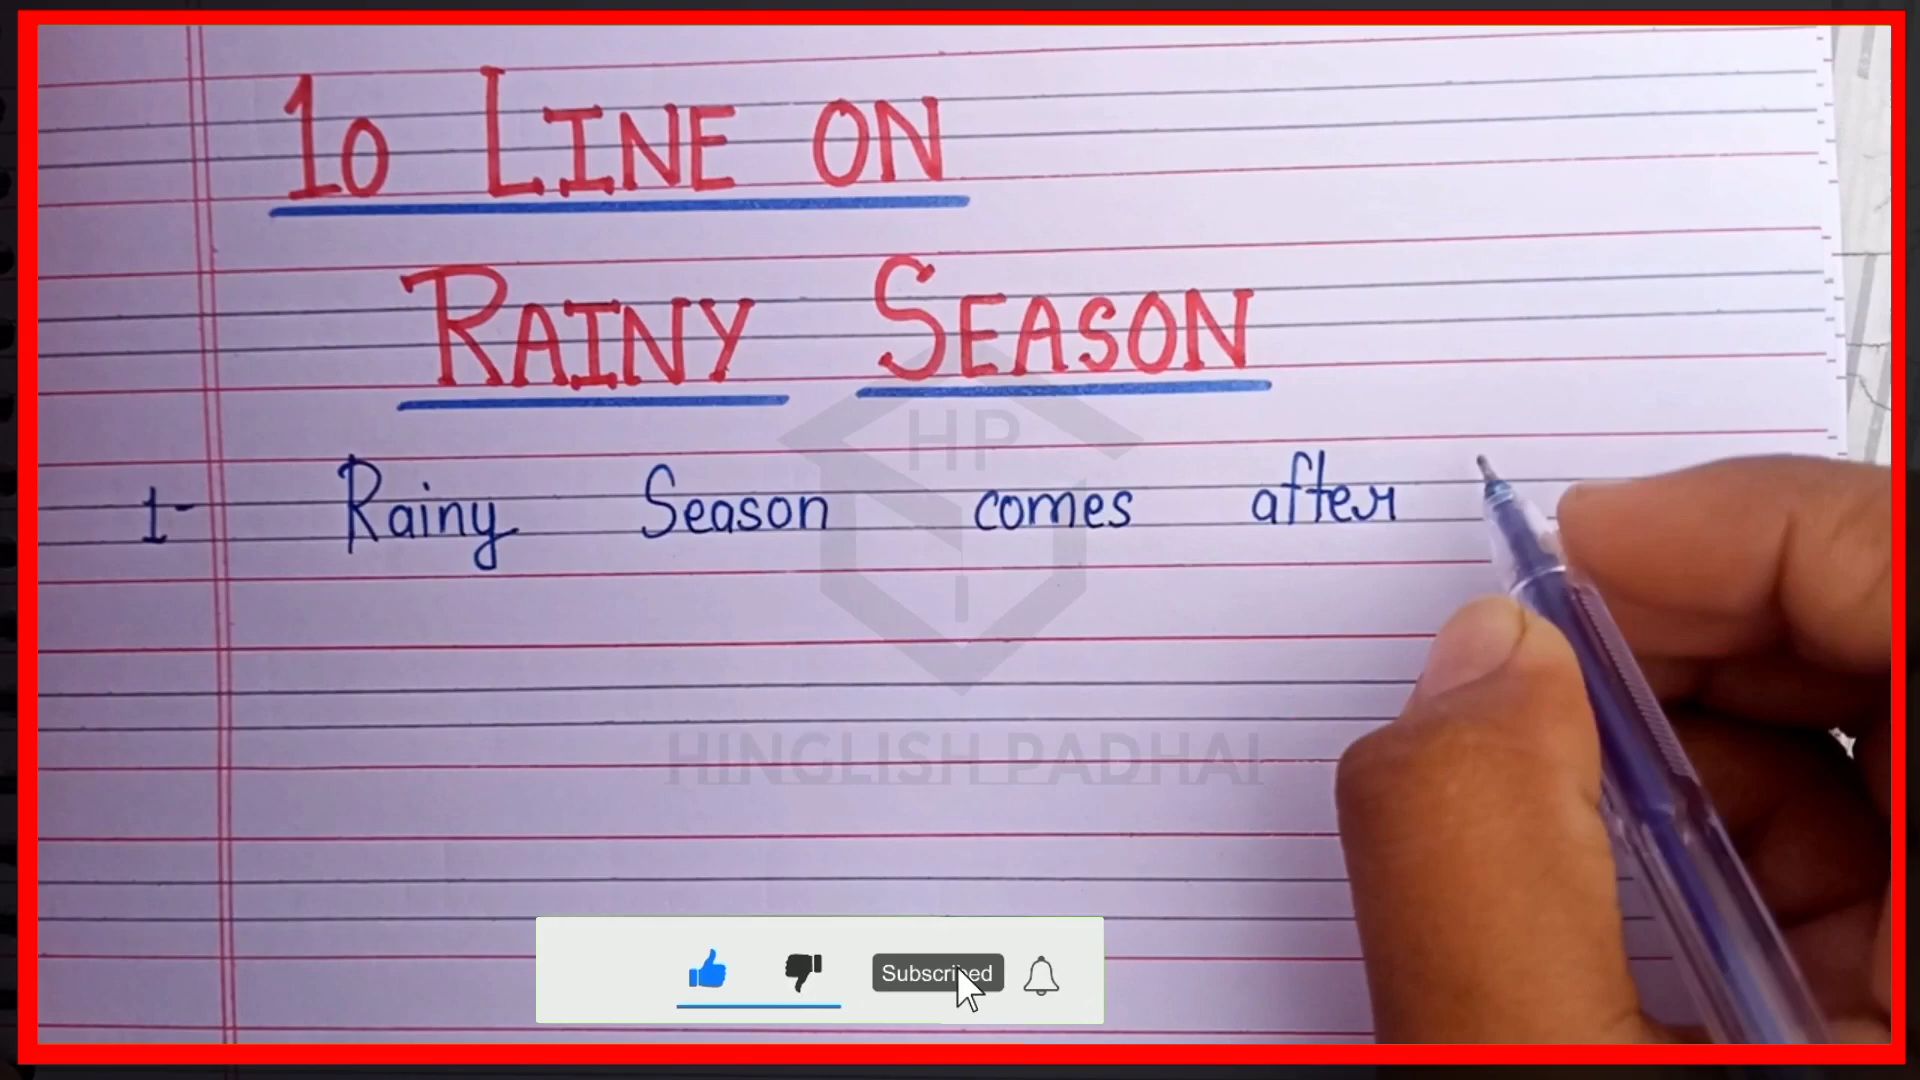 10 LINE ON
RAINY SEASON
1- Rainy Season comes after
HP
HINGLISH PADHAI
Subscribed